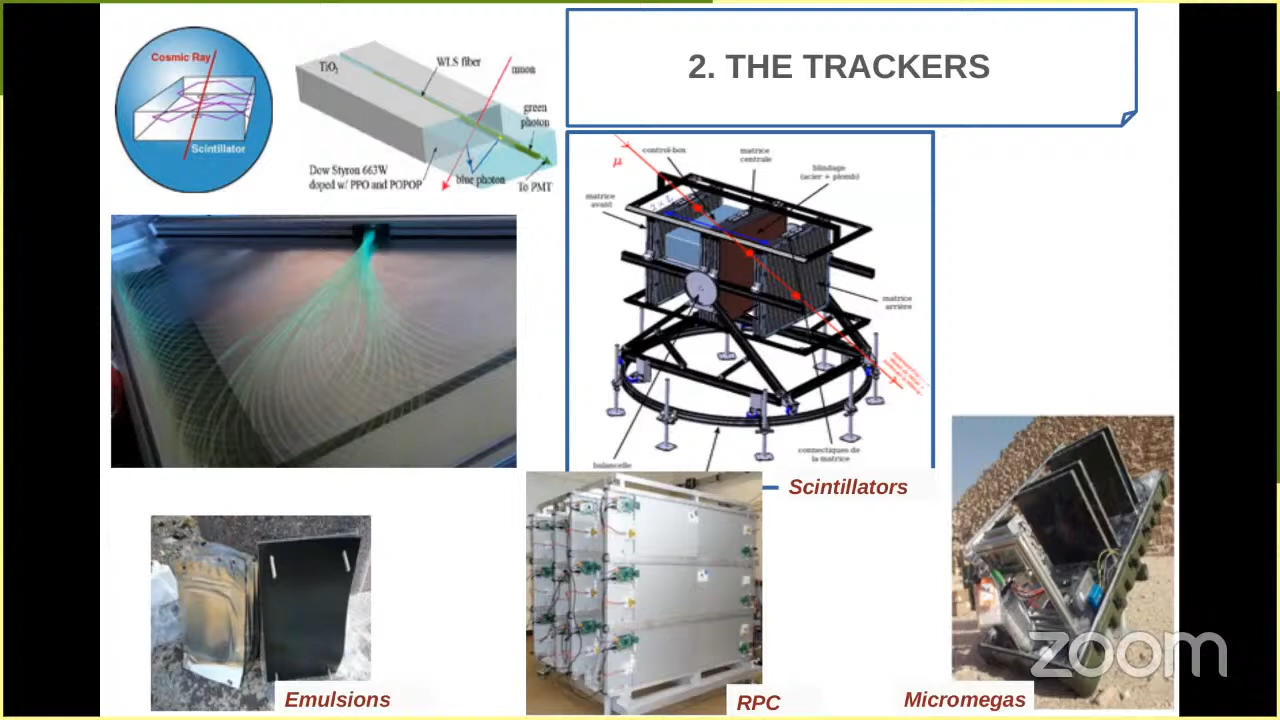 2. THE TRACKERS
Cosmic Ray
Scintillator
TiO2
WLS fiber
muon
green
photon
Dow Styron 663W
doped w/ PPO and POPOP
blue photon
To PMT
μ
control-box
matrice
centrale
blindage
(acier + plomb)
matrice
avant
matrice
arrière
connectiques de
la matrice
balancelle
Scintillators
Emulsions
RPC
Micromegas
zoom